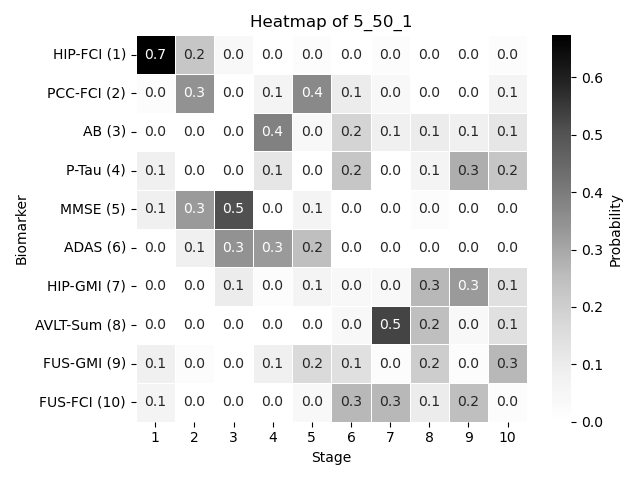 Heatmap of 5_50_1
HIP-FCI (1) 0.7 0.2 0.0 0.0 0.0 0.0 0.0 0.0 0.0 0.0
PCC-FCI (2) 0.0 0.3 0.0 0.1 0.4 0.1 0.0 0.0 0.0 0.1
AB (3) 0.0 0.0 0.0 0.4 0.0 0.2 0.1 0.1 0.1 0.1
P-Tau (4) 0.1 0.0 0.0 0.1 0.0 0.2 0.0 0.1 0.3 0.2
MMSE (5) 0.1 0.3 0.5 0.0 0.1 0.0 0.0 0.0 0.0 0.0
ADAS (6) 0.0 0.1 0.3 0.3 0.2 0.0 0.0 0.0 0.0 0.0
HIP-GMI (7) 0.0 0.0 0.1 0.0 0.1 0.0 0.0 0.3 0.3 0.1
AVLT-Sum (8) 0.0 0.0 0.0 0.0 0.0 0.0 0.5 0.2 0.0 0.1
FUS-GMI (9) 0.1 0.0 0.0 0.1 0.2 0.1 0.0 0.2 0.0 0.3
FUS-FCI (10) 0.1 0.0 0.0 0.0 0.0 0.3 0.3 0.1 0.2 0.0
1 2 3 4 5 6 7 8 9 10
Stage
Biomarker
0.6
0.5
0.4
0.3
0.2
0.1
0.0
Probability